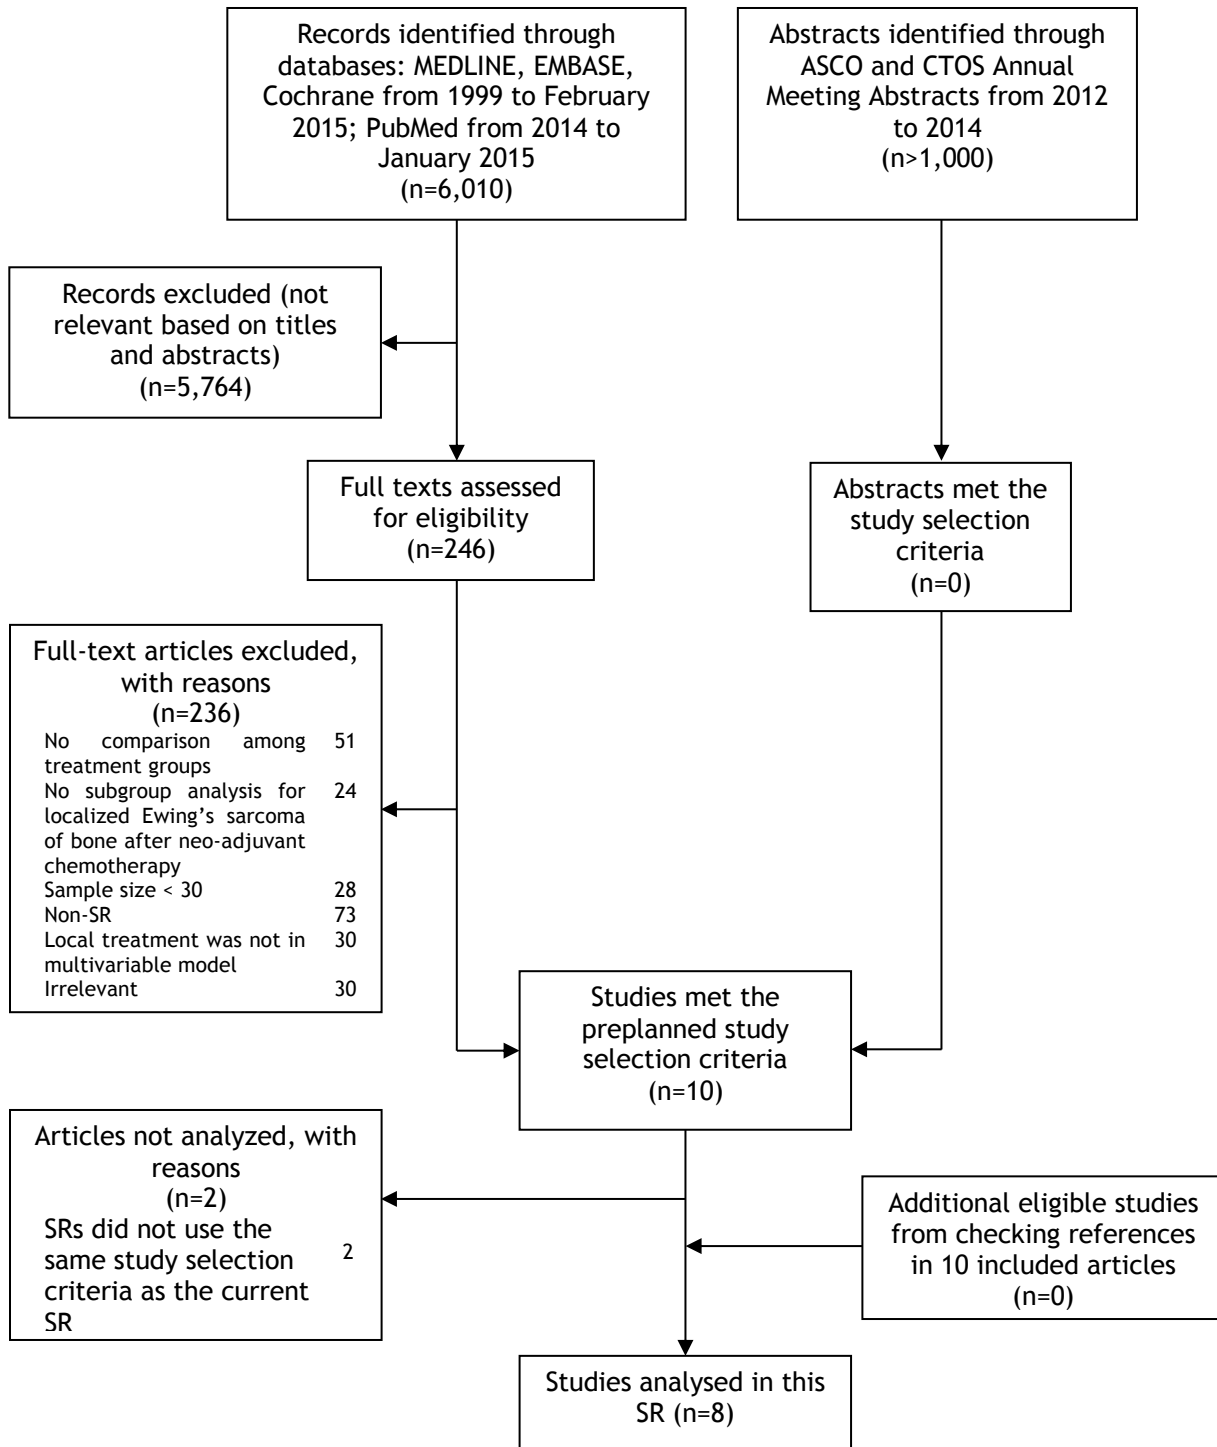 Records identified through
databases: MEDLINE, EMBASE,
Cochrane from 1999 to February
2015; PubMed from 2014 to
January 2015
(n=6,010)
Abstracts identified through
ASCO and CTOS Annual
Meeting Abstracts from 2012
to 2014
(n>1,000)
Records excluded (not
relevant based on titles
and abstracts)
(n=5,764)
Full texts assessed
for eligibility
(n=246)
Abstracts met the
study selection
criteria
(n=0)
Full-text articles excluded,
with reasons
(n=236)
No comparison among 51
treatment groups
No subgroup analysis for 24
localized Ewing’s sarcoma
of bone after neo-adjuvant
chemotherapy
Sample size < 30 28
Non-SR 73
Local treatment was not in 30
multivariable model
Irrelevant 30
Studies met the
preplanned study
selection criteria
(n=10)
Articles not analyzed, with
reasons
(n=2)
SRs did not use the
same study selection 2
criteria as the current
SR
Additional eligible studies
from checking references
in 10 included articles
(n=0)
Studies analysed in this
SR (n=8)